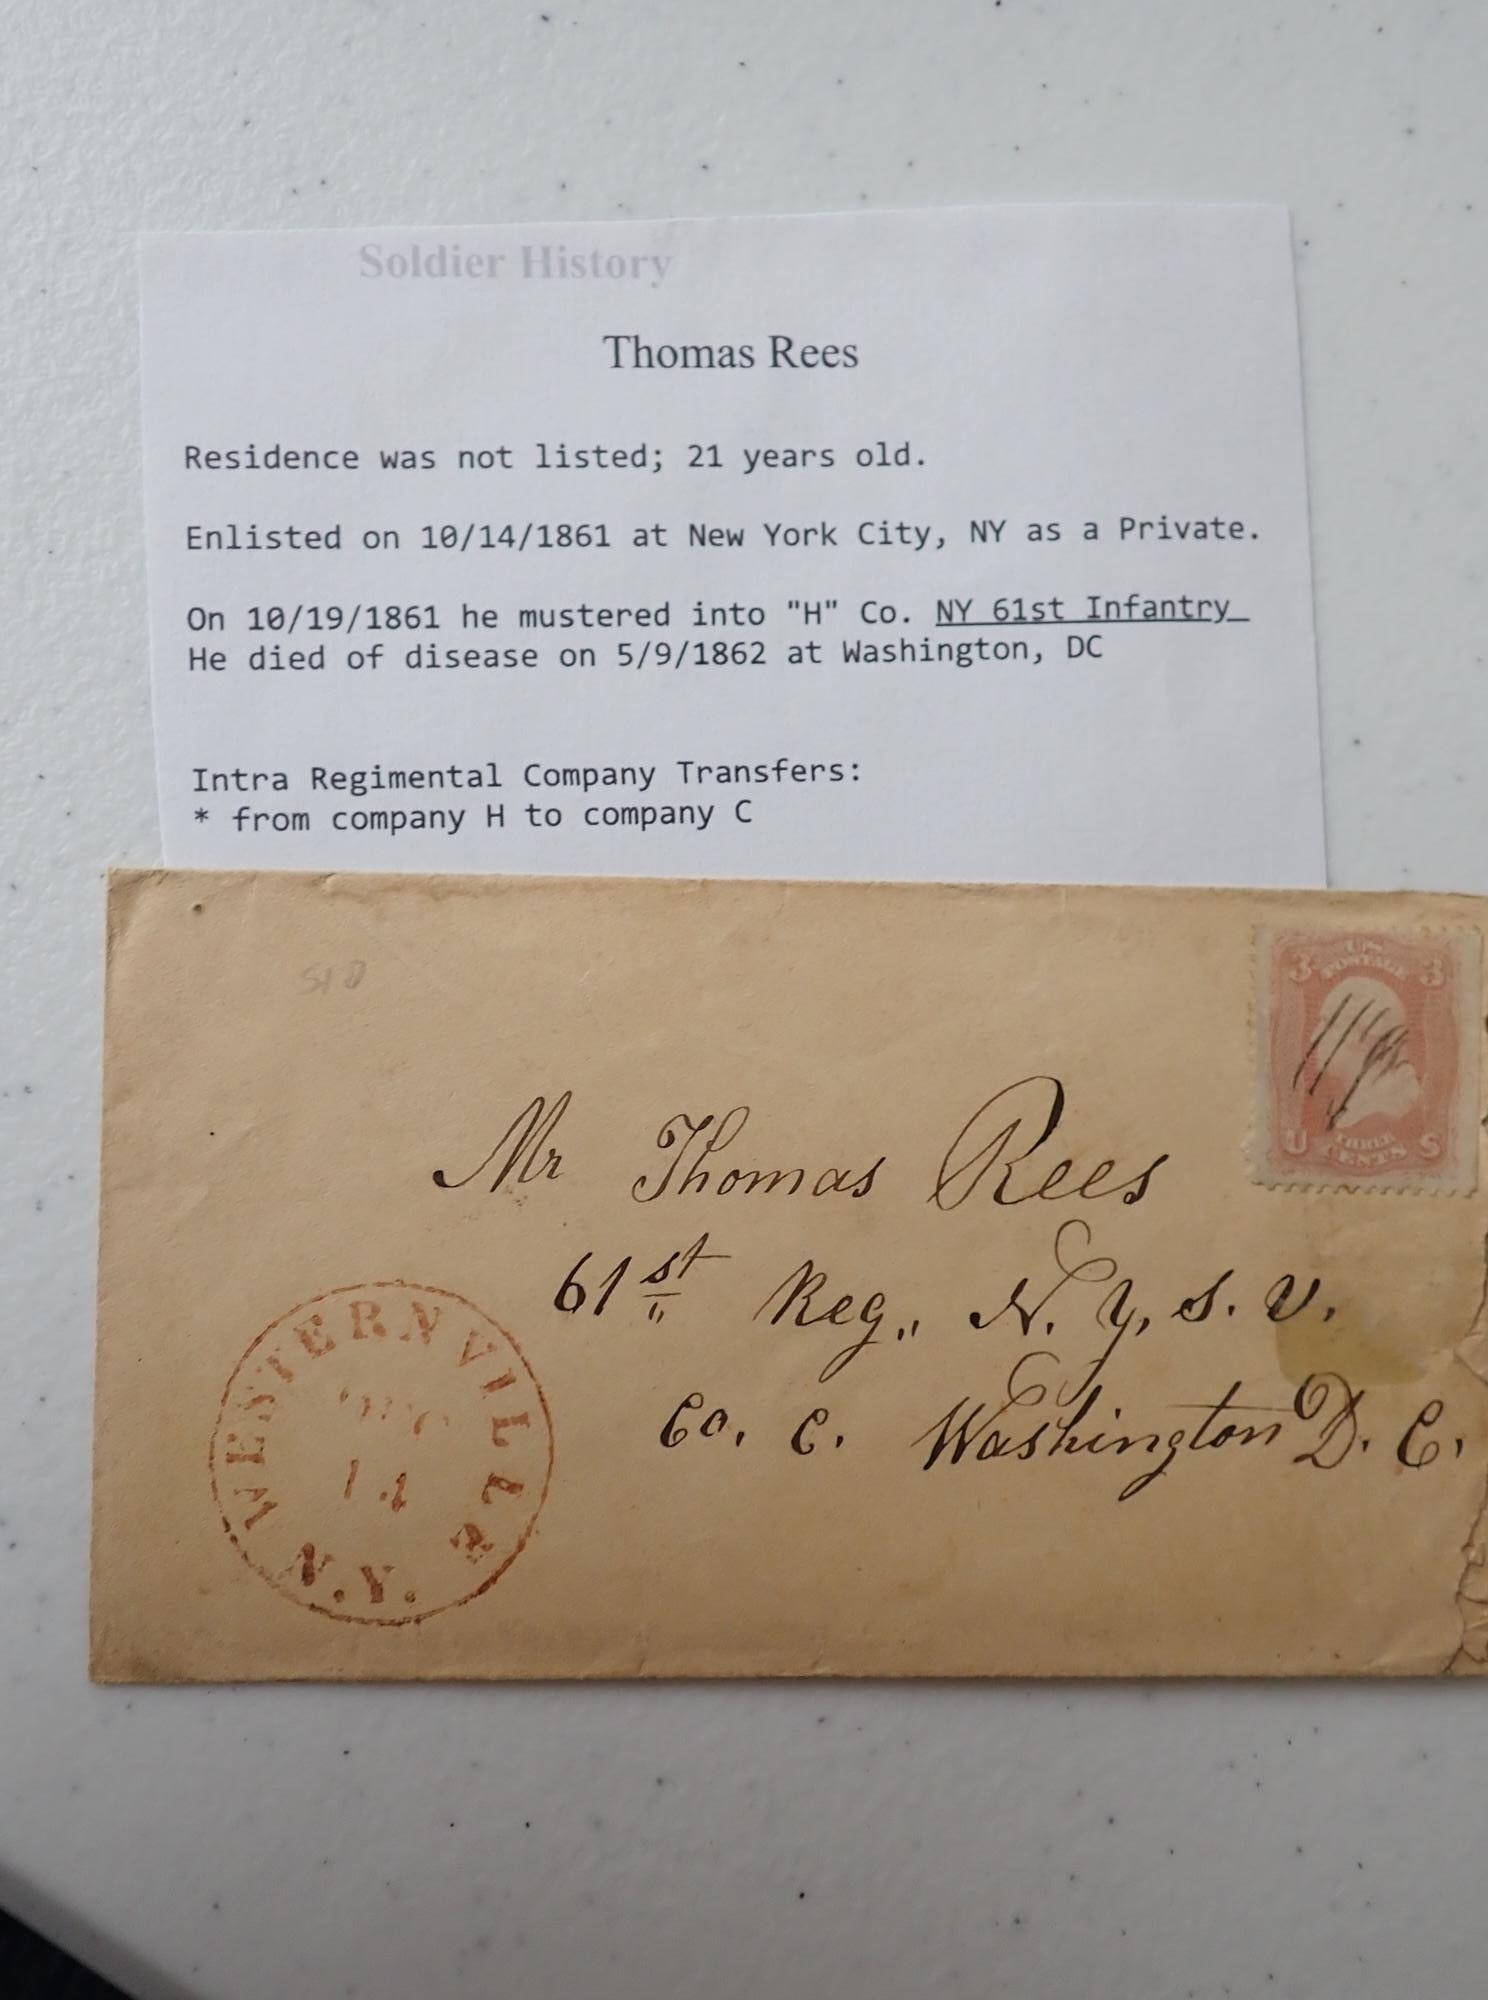 Soldier History
Thomas Rees
Residence was not listed; 21 years old.
Enlisted on 10/14/1861 at New York City, NY as a Private.
On 10/19/1861 he mustered into "H" Co. NY 61st Infantry
He died of disease on 5/9/1862 at Washington, DC
Intra Regimental Company Transfers:
* from company H to company C
3 U.S. POSTAGE 3
U THREE CENTS S
Mr Thomas Rees
61st Reg,, N. Y, S. V.
Co. C. Washington D. C.
WESTERNVILLE
14
N.Y.